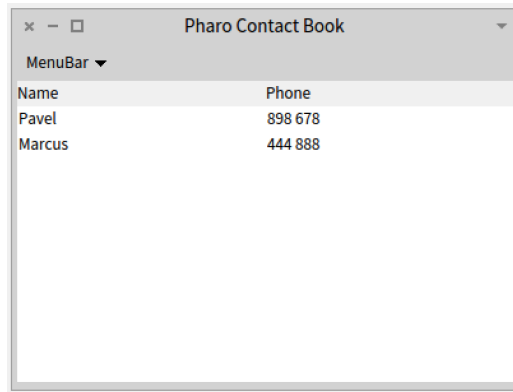 Pharo Contact Book
MenuBar
Name Phone
Pavel 898 678
Marcus 444 888